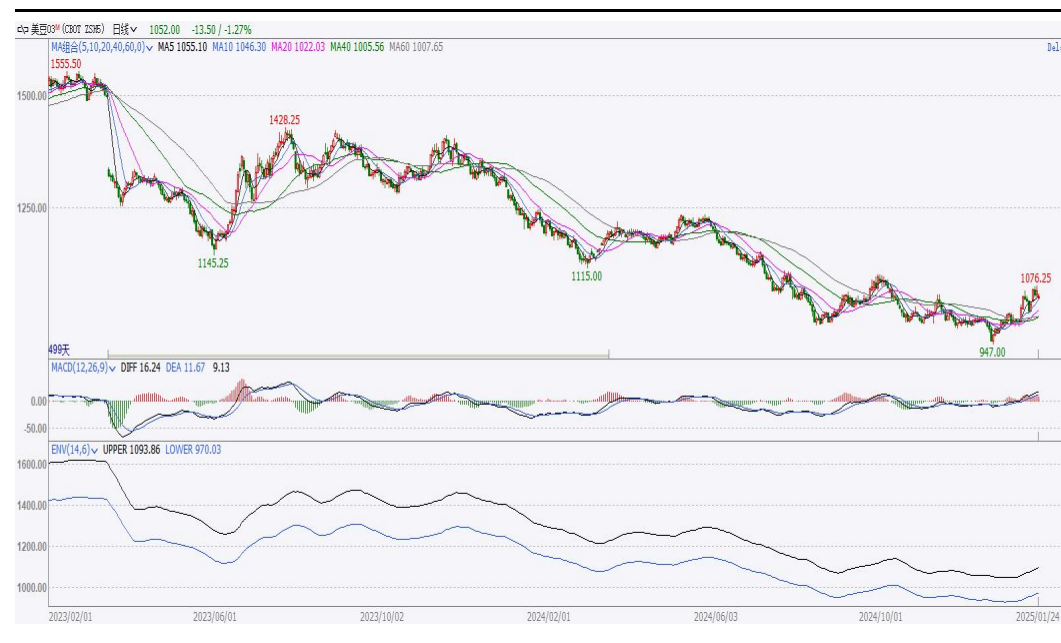 美豆03M (CBOT ZSH5) 日线 1052.00 -13.50 / -1.27%
MA组合(5,10,20,40,60,0) MA5 1055.10 MA10 1046.30 MA20 1022.03 MA40 1005.56 MA60 1007.65
1555.50
1500.00
1428.25
1250.00
1145.25
1115.00
1076.25
947.00
499天
MACD(12,26,9) DIFF 16.24 DEA 11.67 9.13
0.00
-50.00
ENV(14,6) UPPER 1093.86 LOWER 970.03
1600.00
1400.00
1200.00
1000.00
2023/02/01 2023/06/01 2023/10/02 2024/02/01 2024/06/03 2024/10/01 2025/01/24